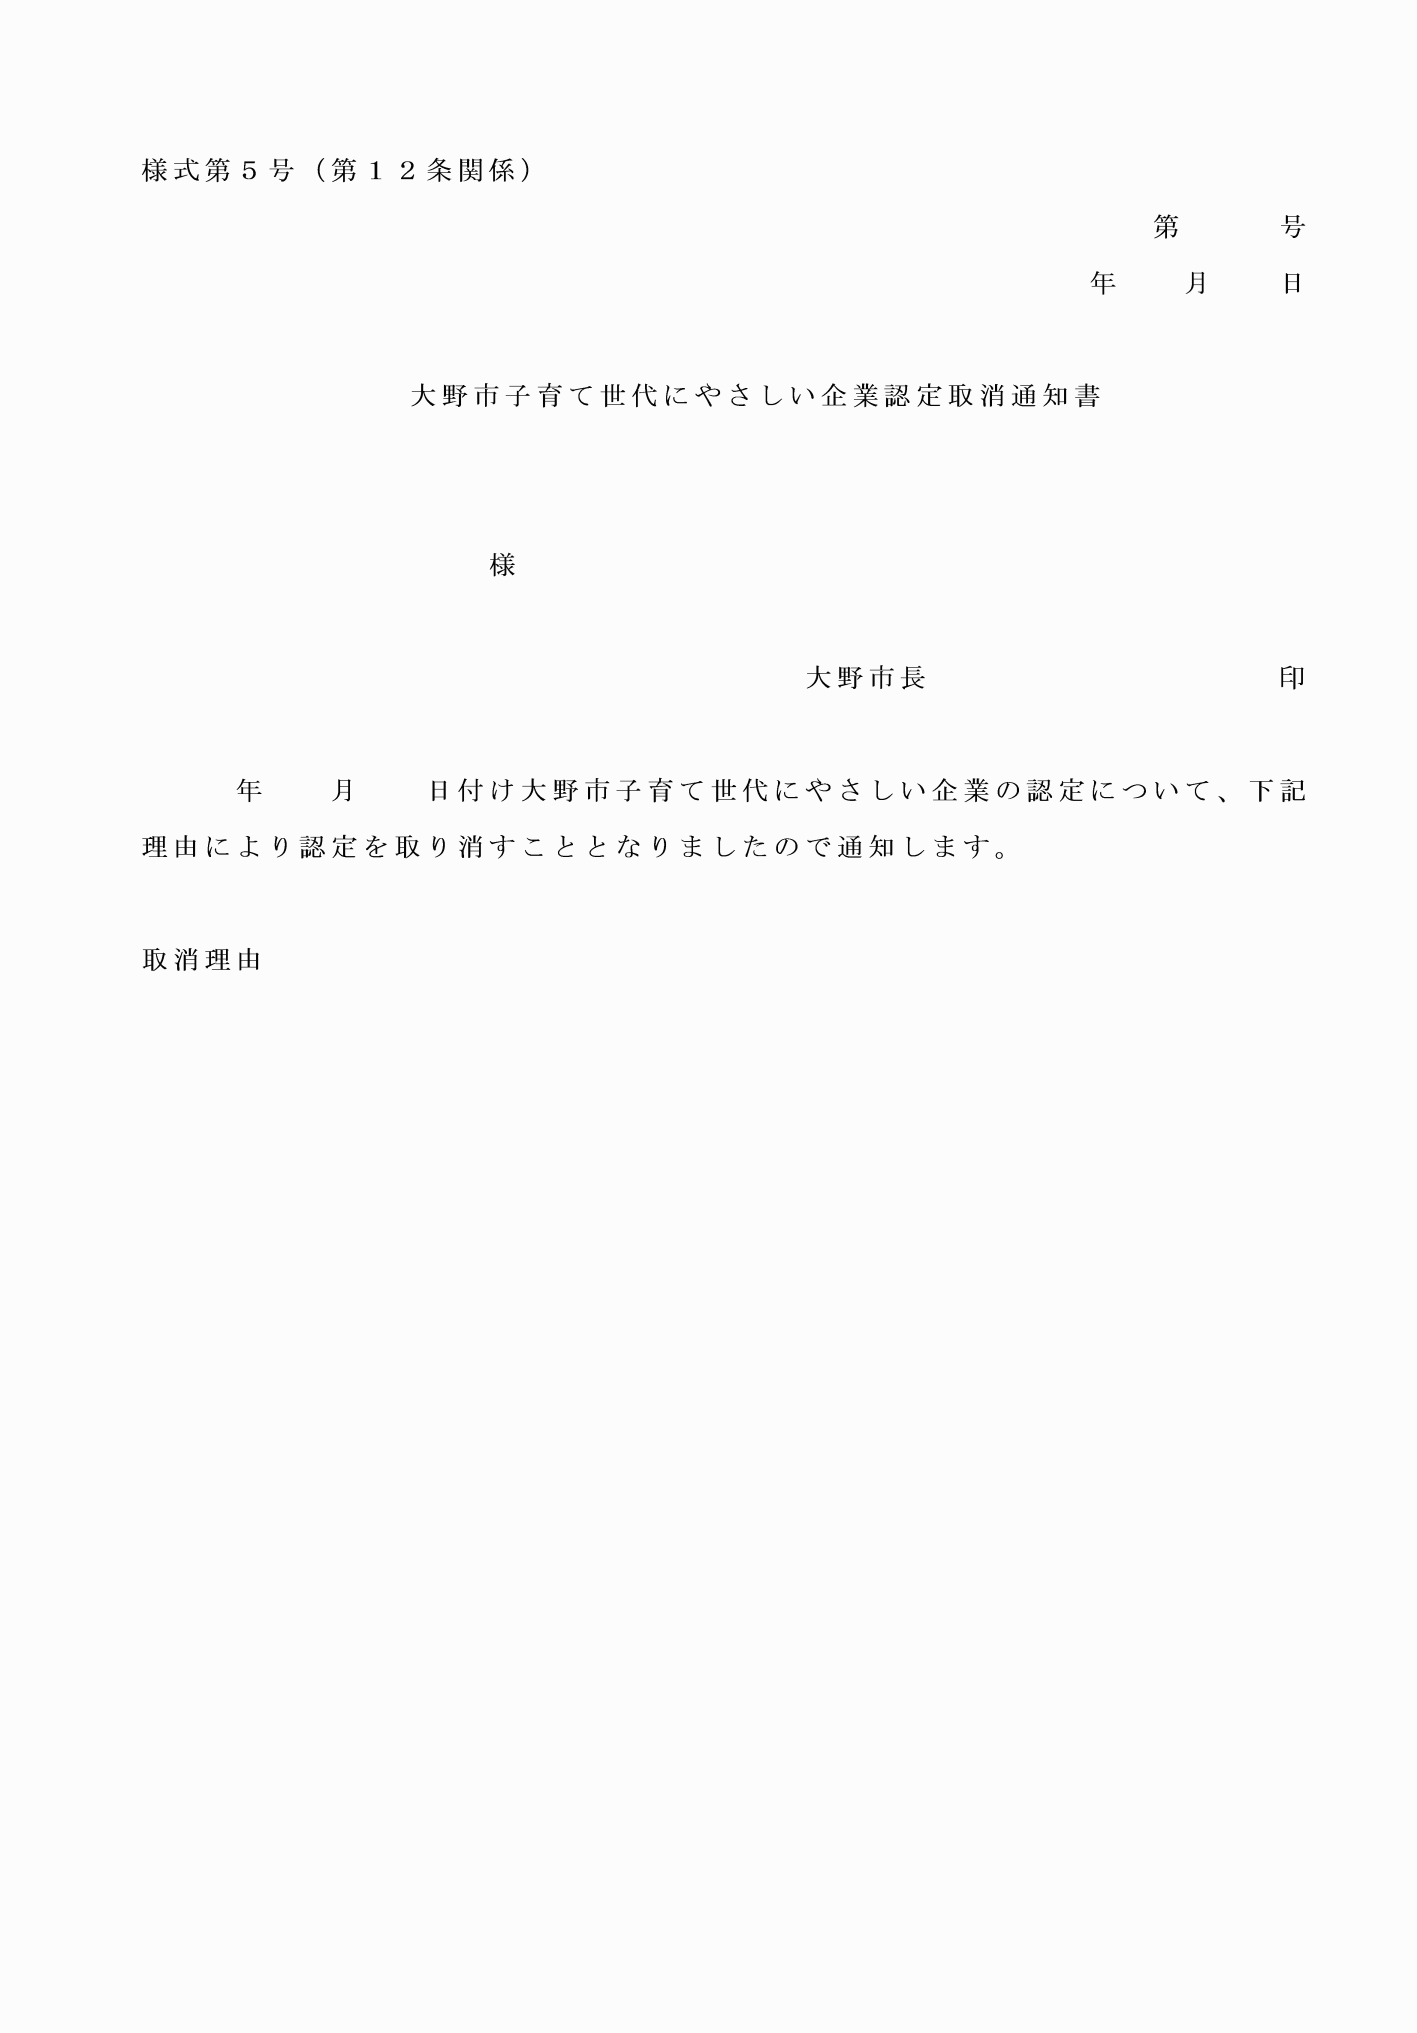 様式第５号（第１２条関係）
第　　　号
年　　月　　日
大野市子育て世代にやさしい企業認定取消通知書
様
大野市長　　　　　　　　　　　印
年　　月　　日付け大野市子育て世代にやさしい企業の認定について、下記
理由により認定を取り消すこととなりましたので通知します。
取消理由